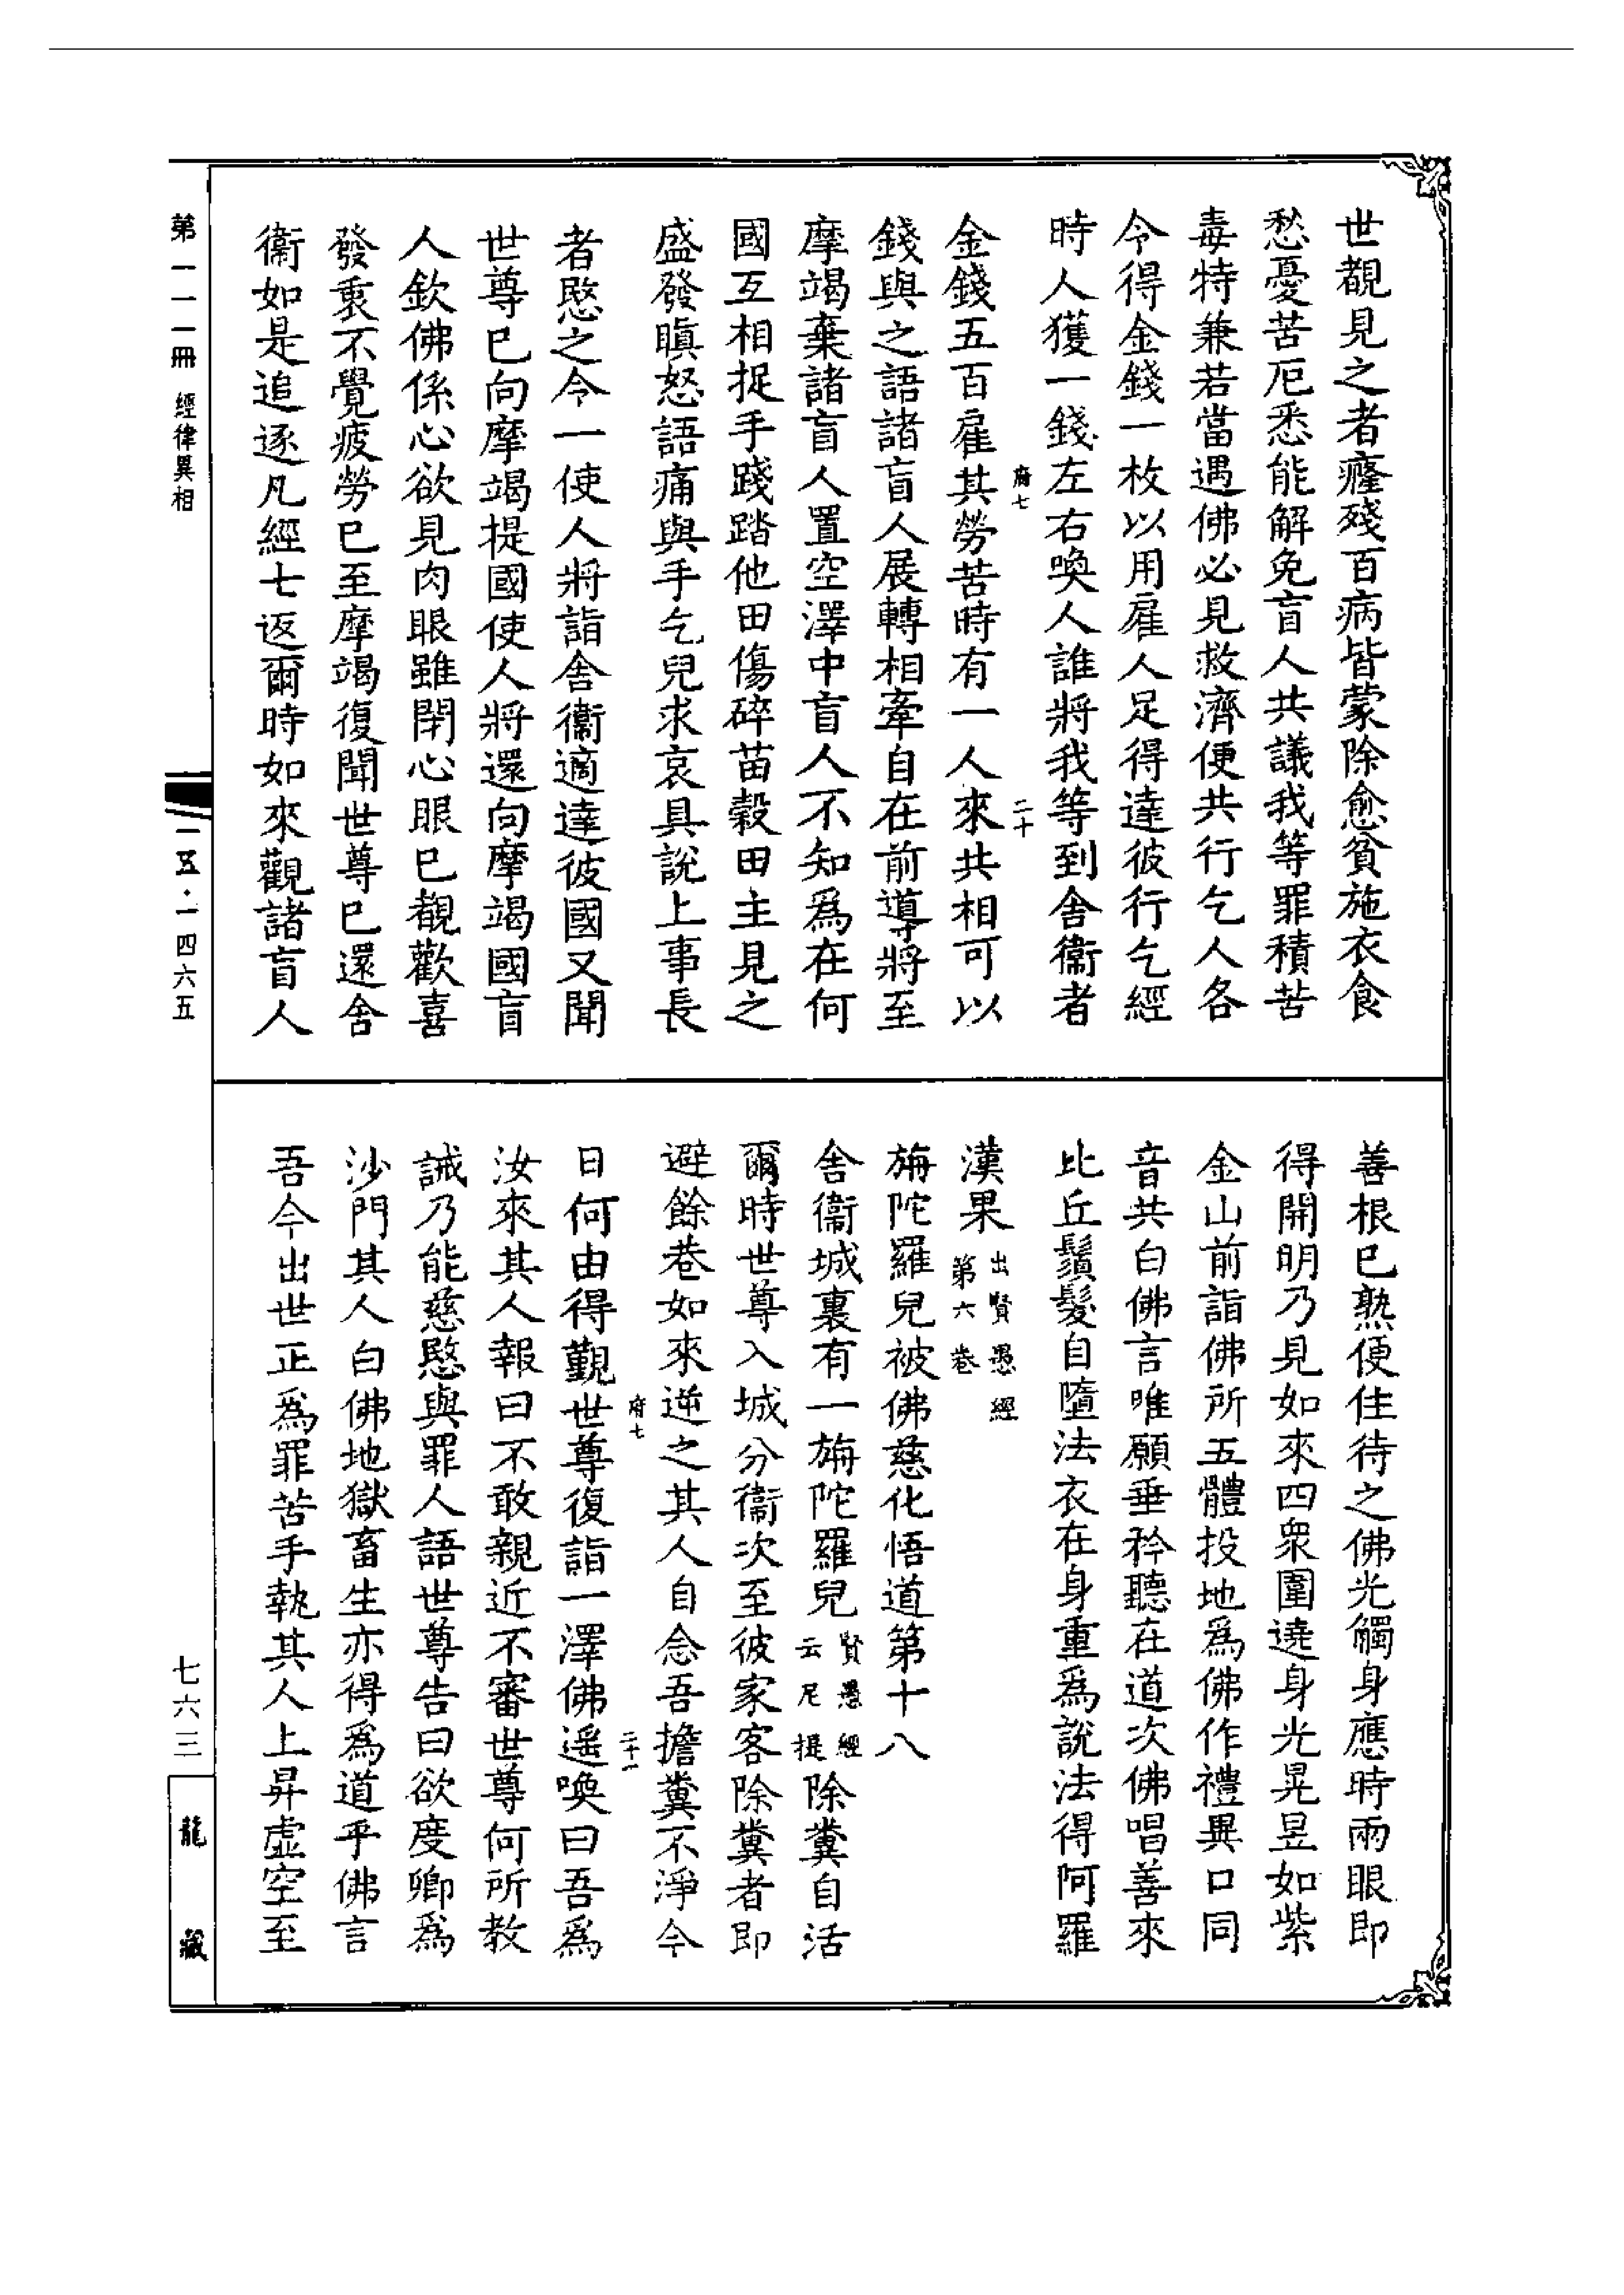 世覩見之者癃殘百病皆蒙除愈貧施衣食
愁憂苦厄悉能解免盲人共議我等罪積苦
毒特兼若當遇佛必見救濟便共行乞人各
令得金錢一枚以用雇人足得達彼行乞經
時人獲一錢左右喚人誰將我等到舍衞者
府七
二十
金錢五百雇其勞苦時有一人來共相可以
錢與之語諸盲人展轉相牽自在前導將至
摩竭棄諸盲人置空澤中盲人不知爲在何
國互相捉手踐踏他田傷碎苗穀田主見之
盛發瞋怒語痛與手乞兒求哀具說上事長
者愍之令一使人將詣舍衞適達彼國又聞
世尊已向摩竭提國使人將還向摩竭國盲
人欽佛係心欲見肉眼雖閉心眼已覩歡喜
發衷不覺疲勞已至摩竭復聞世尊已還舍
衞如是追逐凡經七返爾時如來觀諸盲人
善根已熟便住待之佛光觸身應時兩眼即
得開明乃見如來四衆圍遶身光晃昱如紫
金山前詣佛所五體投地爲佛作禮異口同
音共白佛言唯願垂矜聽在道次佛唱善來
比丘鬚髮自墮法衣在身重爲說法得阿羅
漢果出賢愚經第六卷
旃陀羅兒被佛慈化悟道第十八
舍衞城裏有一旃陀羅兒賢愚經云尼提除糞自活
爾時世尊入城分衞次至彼家客除糞者即
避餘巷如來逆之其人自念吾擔糞不淨今
府七
二十一
日何由得覲世尊復詣一澤佛遥喚曰吾爲
汝來其人報曰不敢親近不審世尊何所教
誡乃能慈愍與罪人語世尊告曰欲度卿爲
沙門其人白佛地獄畜生亦得爲道乎佛言
吾今出世正爲罪苦手執其人上昇虛空至
第一一一冊 經律異相
一五·一四六五
七六三
龍藏